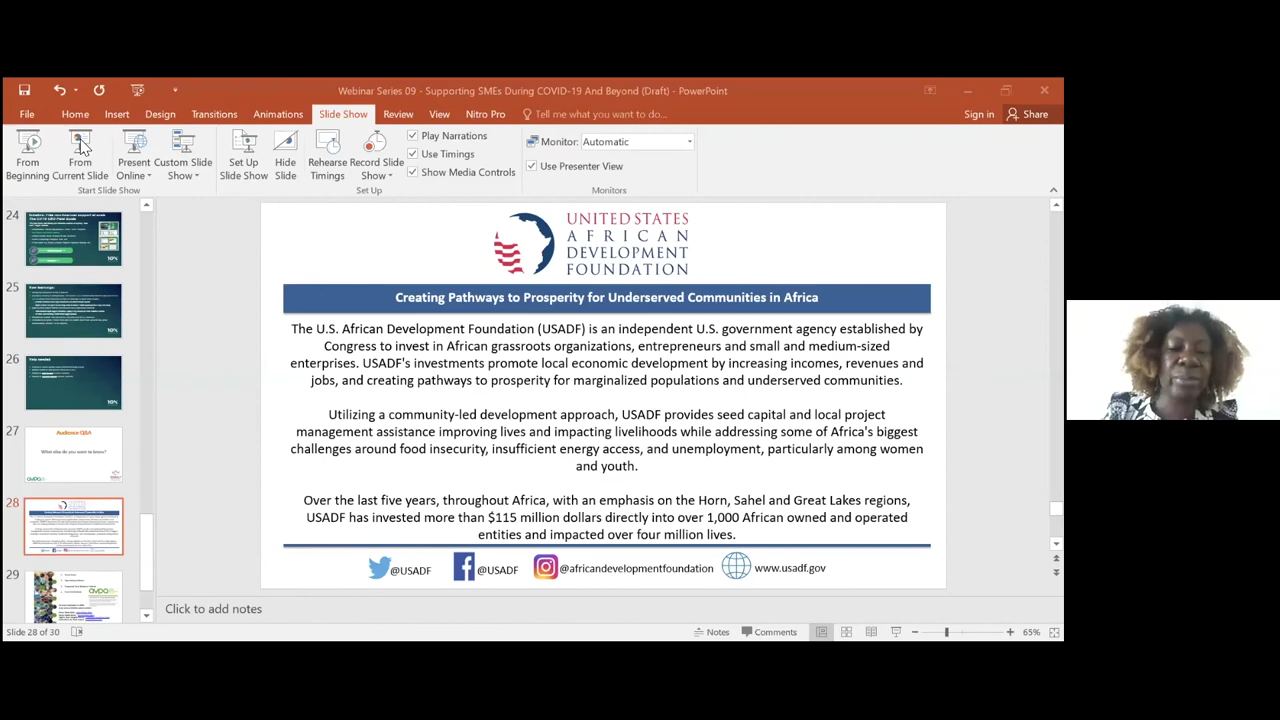 Webinar Series 09 - Supporting SMEs During COVID-19 And Beyond (Draft) - PowerPoint
File Home Insert Design Transitions Animations Slide Show Review View Nitro Pro Tell me what you want to do... Sign in Share
From Beginning
From Current Slide
Present Online
Custom Slide Show
Set Up Slide Show
Hide Slide
Rehearse Timings
Record Slide Show
Play Narrations
Use Timings
Show Media Controls
Monitor: Automatic
Use Presenter View
Start Slide Show Set Up Monitors
24
25
26
27
Audience Q&A
What else do you want to know?
28
29
UNITED STATES
AFRICAN
DEVELOPMENT
FOUNDATION
Creating Pathways to Prosperity for Underserved Communities in Africa
The U.S. African Development Foundation (USADF) is an independent U.S. government agency established by
Congress to invest in African grassroots organizations, entrepreneurs and small and medium-sized
enterprises. USADF's investments promote local economic development by increasing incomes, revenues and
jobs, and creating pathways to prosperity for marginalized populations and underserved communities.
Utilizing a community-led development approach, USADF provides seed capital and local project
management assistance improving lives and impacting livelihoods while addressing some of Africa's biggest
challenges around food insecurity, insufficient energy access, and unemployment, particularly among women
and youth.
Over the last five years, throughout Africa, with an emphasis on the Horn, Sahel and Great Lakes regions,
USADF has invested more than $115 million dollars directly into over 1,000 African-owned and operated
entities and impacted over four million lives.
@USADF @USADF @africandevelopmentfoundation www.usadf.gov
Click to add notes
Slide 28 of 30 Notes Comments 65%